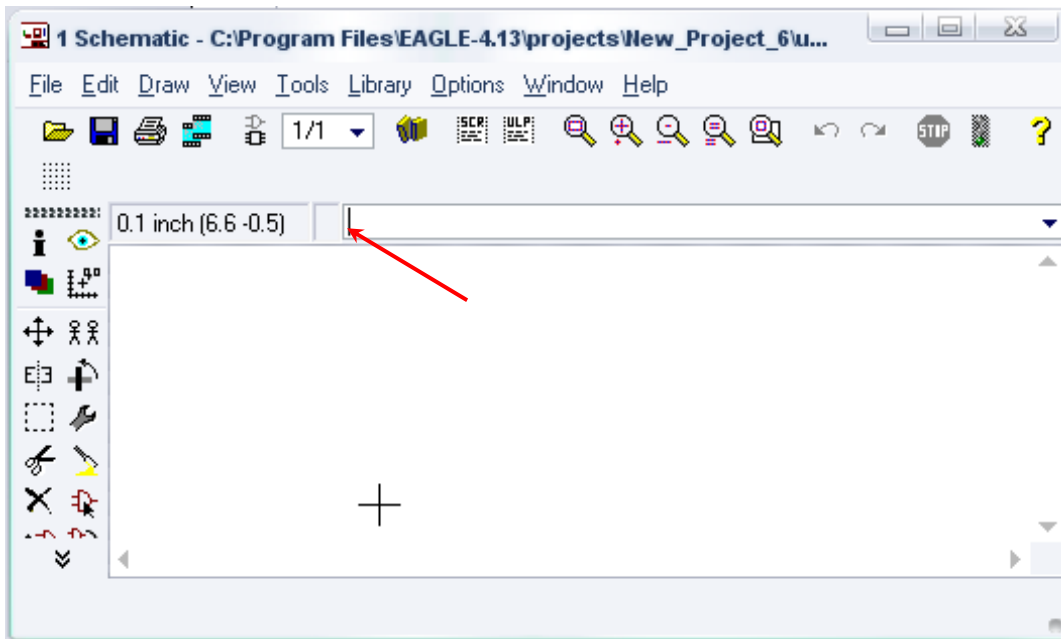 1 Schematic - C:\Program Files\EAGLE-4.13\projects\New_Project_6\u...
File Edit Draw View Tools Library Options Window Help
1/1 SCR ULP STOP ?
0.1 inch (6.6 -0.5)